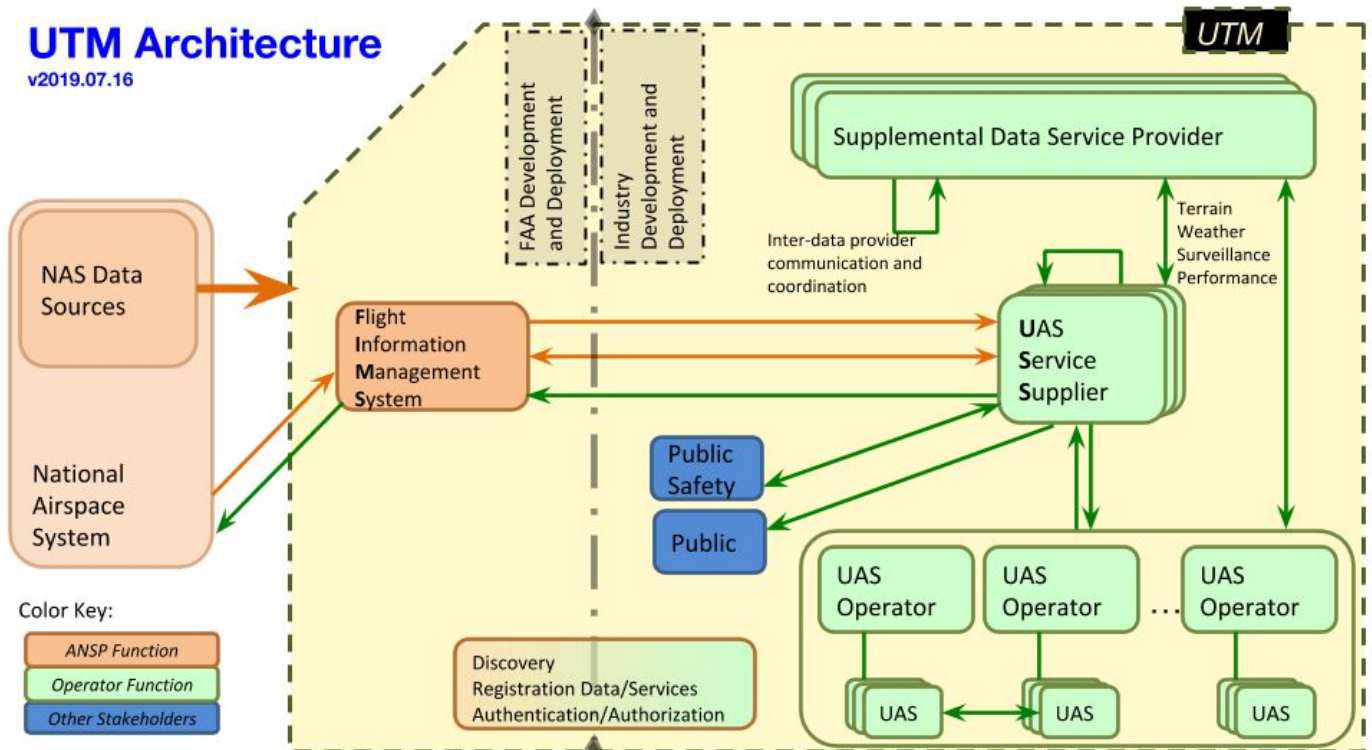 UTM Architecture
v2019.07.16
UTM
FAA Development
and Deployment
Industry
Development and
Deployment
Supplemental Data Service Provider
Inter-data provider
communication and
coordination
Terrain
Weather
Surveillance
Performance
NAS Data
Sources
National
Airspace
System
Flight
Information
Management
System
UAS
Service
Supplier
Public
Safety
Public
UAS
Operator
UAS
Operator
...
UAS
Operator
UAS
UAS
UAS
Discovery
Registration Data/Services
Authentication/Authorization
Color Key:
ANSP Function
Operator Function
Other Stakeholders